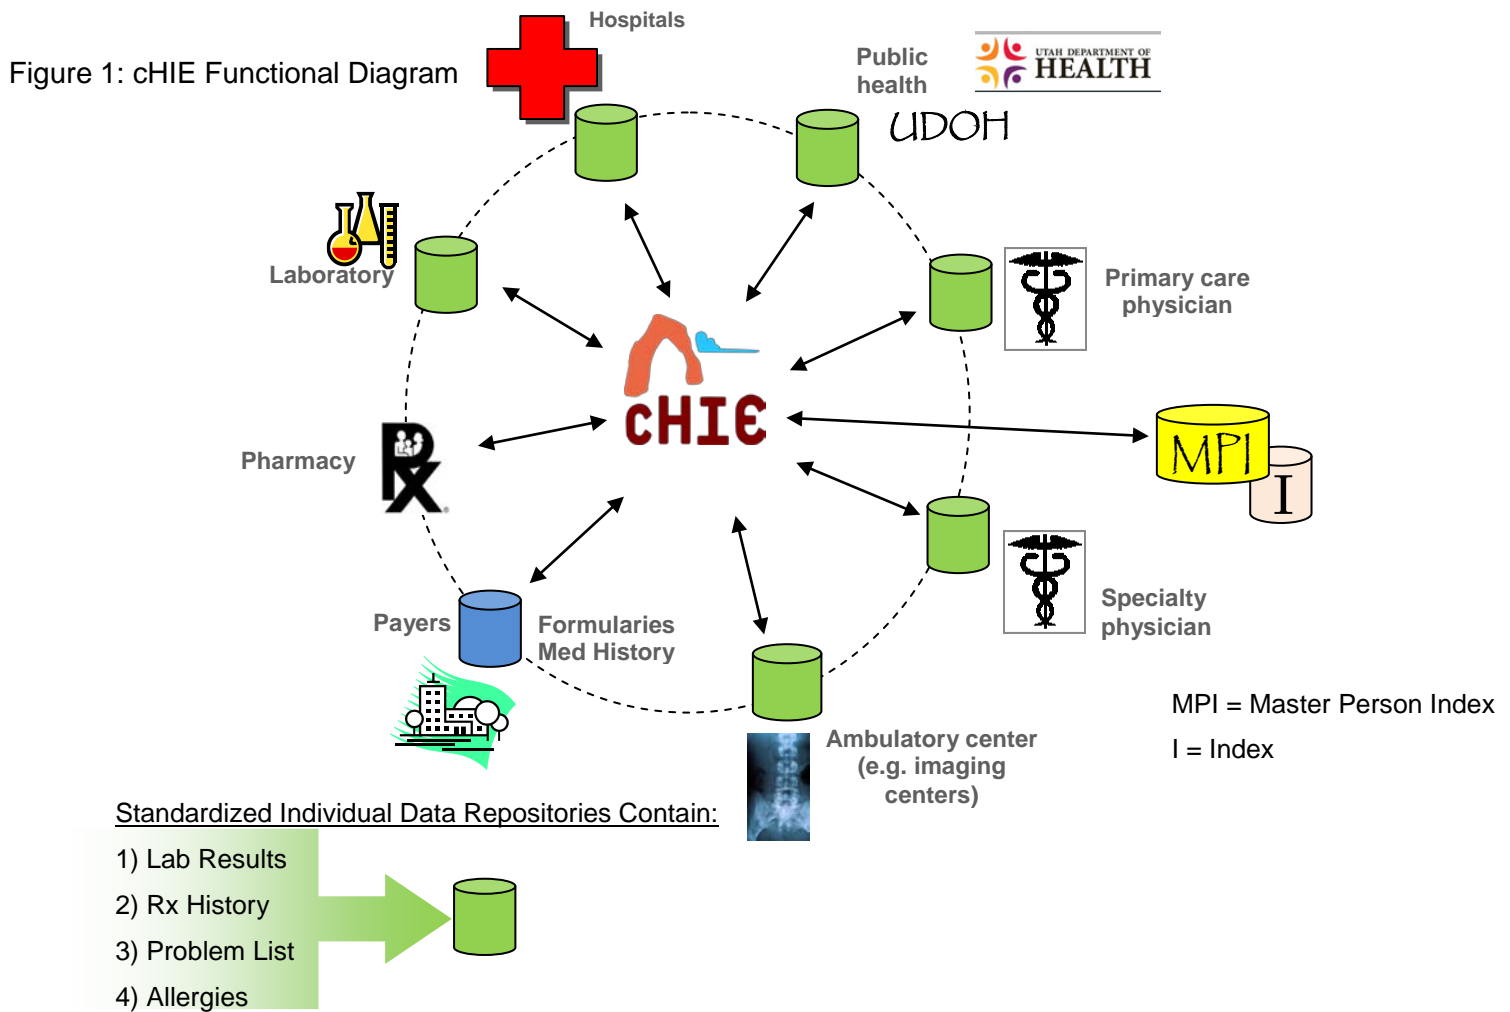 Hospitals
Figure 1: cHIE Functional Diagram
Public
health
UTAH DEPARTMENT OF
HEALTH
UDOH
Laboratory
Primary care
physician
cHIE
MPI
I
Pharmacy
Rx
Specialty
physician
Payers
Formularies
Med History
MPI = Master Person Index
I = Index
Ambulatory center
(e.g. imaging
centers)
Standardized Individual Data Repositories Contain:
1) Lab Results
2) Rx History
3) Problem List
4) Allergies